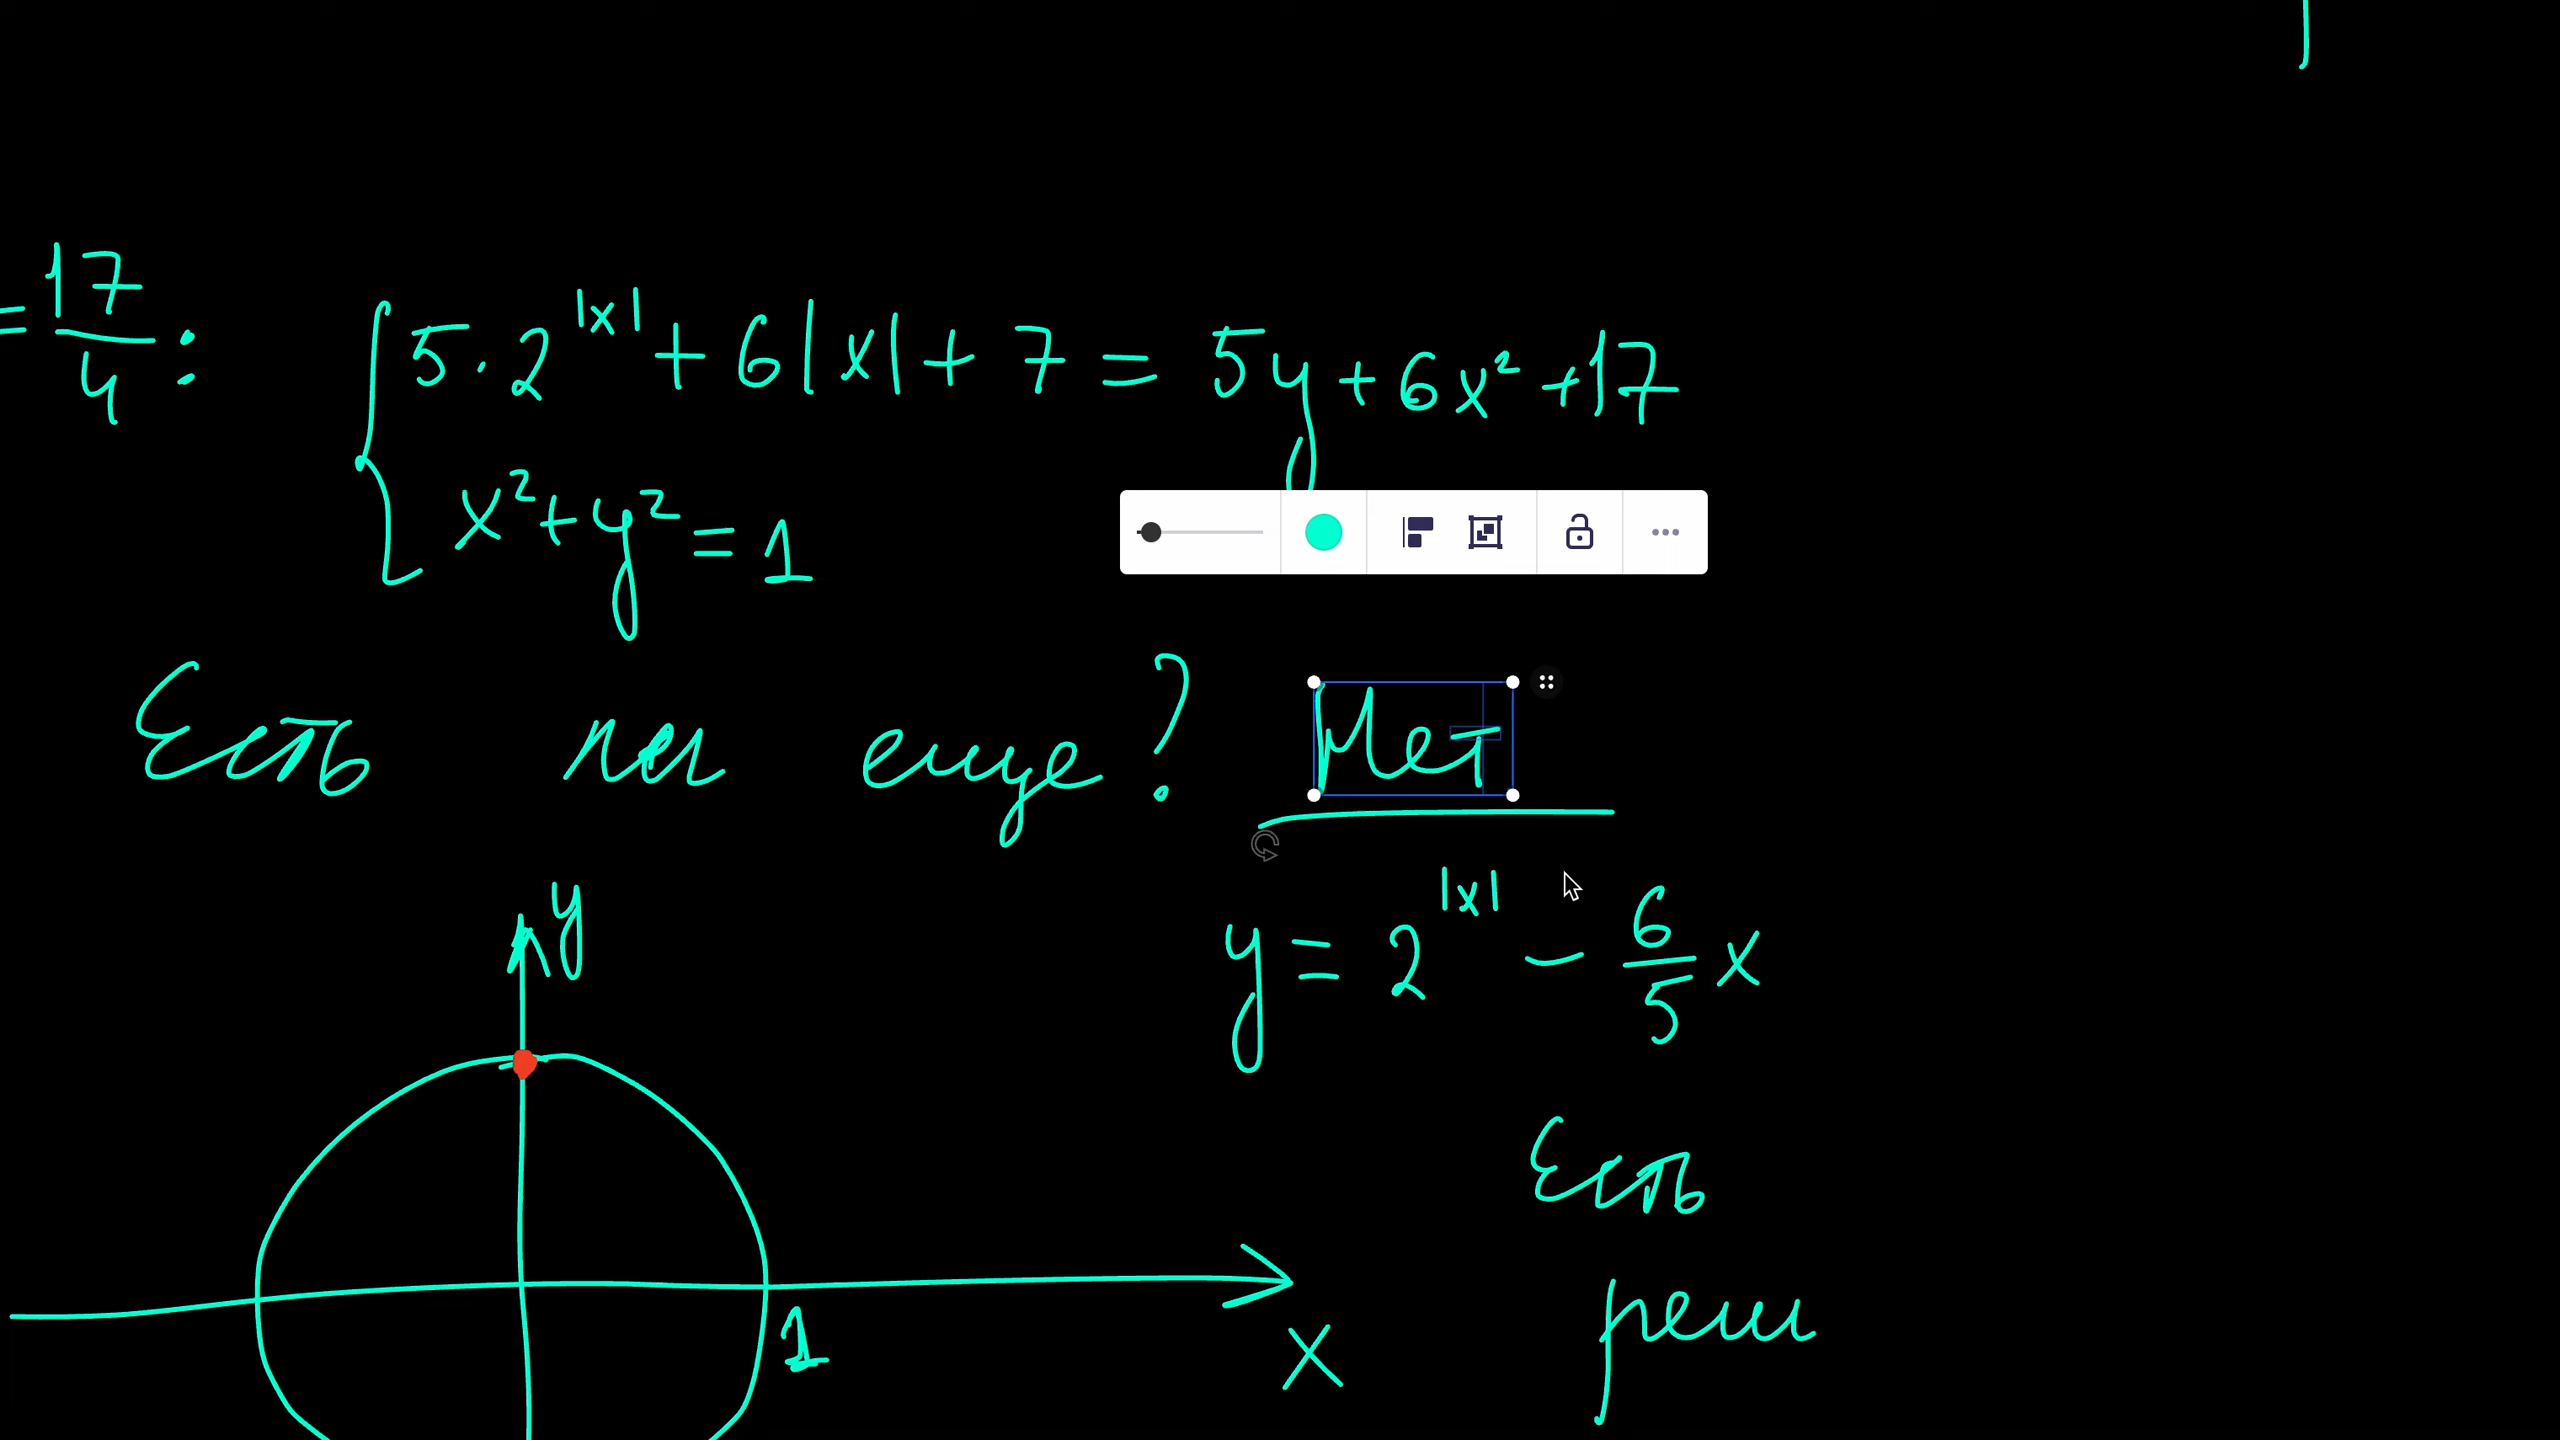 = 17/4 :
{ 5·2^|x| + 6|x| + 7 = 5y + 6x² + 17
x² + y² = 1
Есть ли еще? Нет
y = 2^|x| - 6/5 x
y
Есть
реш
1
x